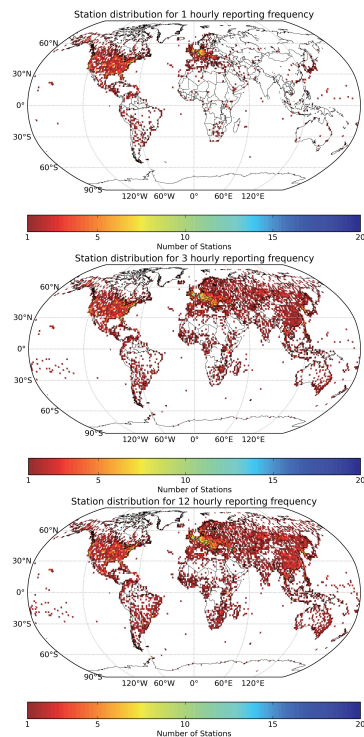 Station distribution for 1 hourly reporting frequency
60°N
30°N
0°
30°S
60°S
90°S
120°W 60°W 0° 60°E 120°E
1 5 10 15 20
Number of Stations
Station distribution for 3 hourly reporting frequency
60°N
30°N
0°
30°S
60°S
90°S
120°W 60°W 0° 60°E 120°E
1 5 10 15 20
Number of Stations
Station distribution for 12 hourly reporting frequency
60°N
30°N
0°
30°S
60°S
90°S
120°W 60°W 0° 60°E 120°E
1 5 10 15 20
Number of Stations